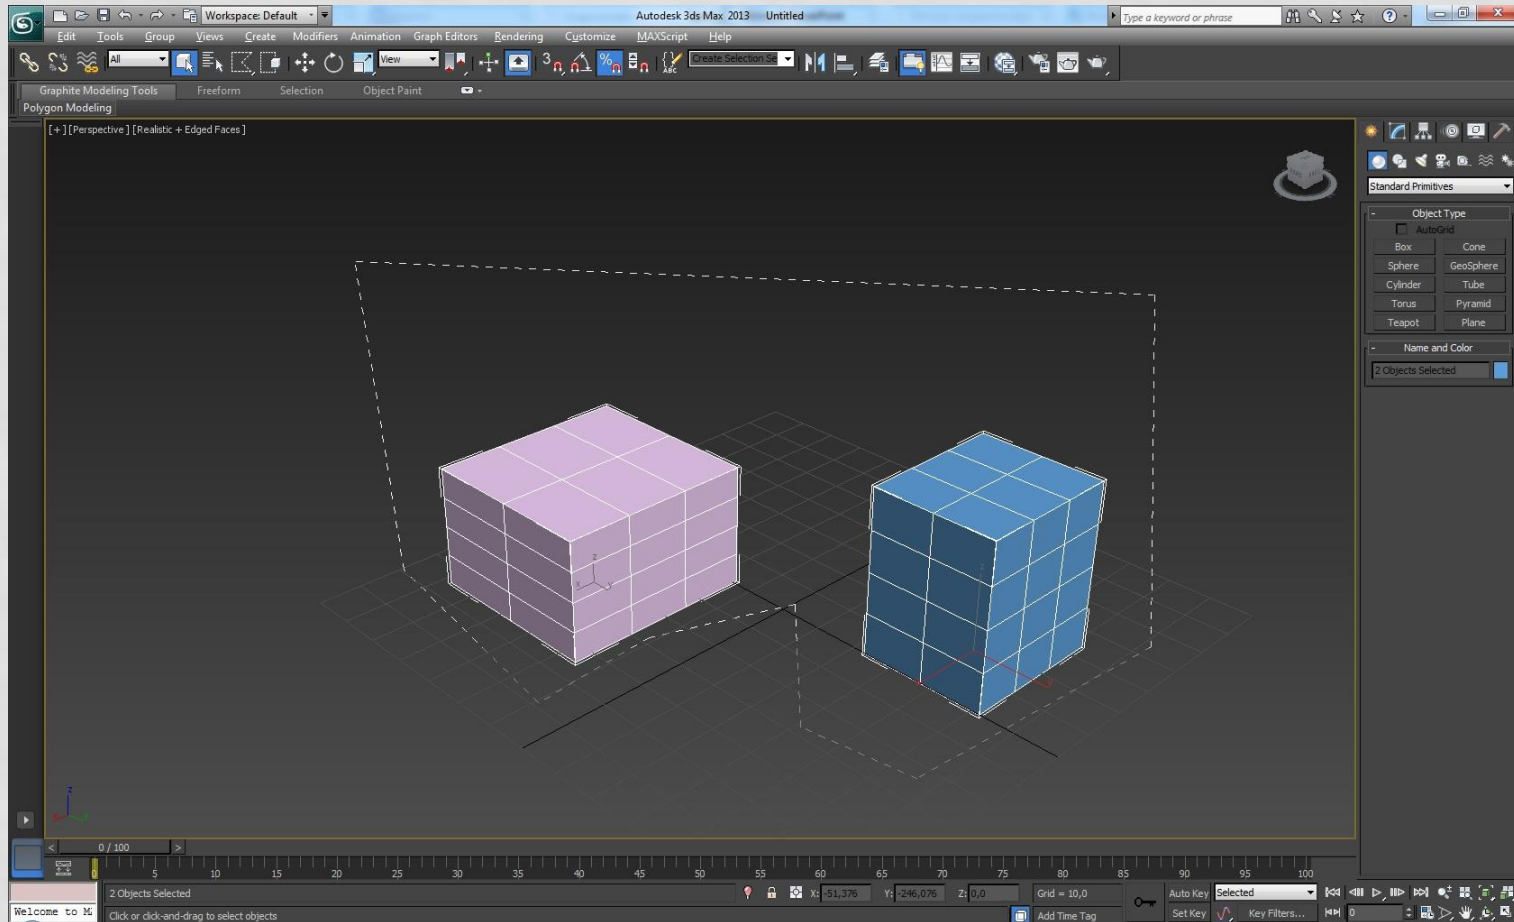 Workspace: Default
Autodesk 3ds Max 2013 Untitled
Type a keyword or phrase
Edit Tools Group Views Create Modifiers Animation Graph Editors Rendering Customize MAXScript Help
All
View
3
%
ABC
Create Selection Se
Graphite Modeling Tools Freeform Selection Object Paint
Polygon Modeling
[+] [Perspective] [Realistic + Edged Faces]
Standard Primitives
- Object Type
AutoGrid
Box Cone
Sphere GeoSphere
Cylinder Tube
Torus Pyramid
Teapot Plane
- Name and Color
2 Objects Selected
z
x y
z
z
< 0 / 100 >
0 5 10 15 20 25 30 35 40 45 50 55 60 65 70 75 80 85 90 95 100
2 Objects Selected X: -51,376 Y: -246,076 Z: 0,0 Grid = 10,0 Auto Key Selected
Welcome to M Click or click-and-drag to select objects Add Time Tag Set Key Key Filters... 0